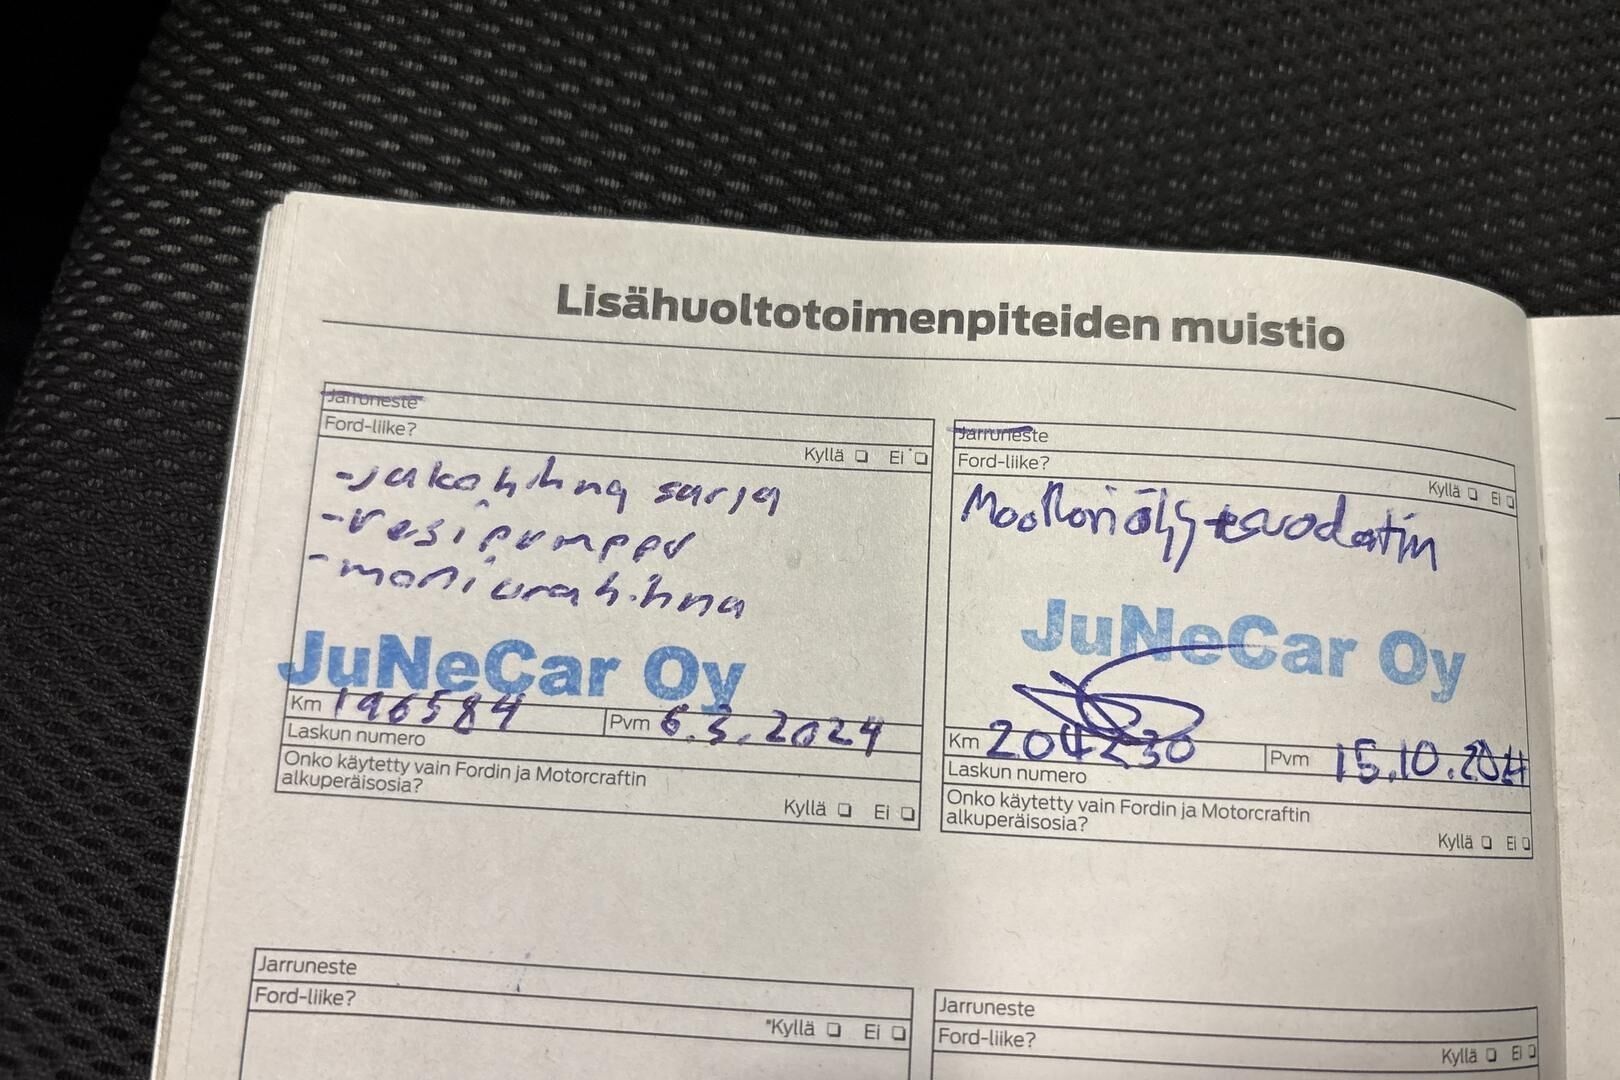 Lisähuoltotoimenpiteiden muistio
Jarruneste
Ford-liike?
Kyllä Ei
-jakohihna sarja
-vesipumppu
-moniurahihna
JuNeCar Oy
Km 196584 Pvm 6.3.2024
Laskun numero
Onko käytetty vain Fordin ja Motorcraftin
alkuperäisosia?
Kyllä Ei
Jarruneste
Ford-liike?
Kyllä Ei
Moottoriöljy+suodatin
JuNeCar Oy
Km 204230 Pvm 15.10.2024
Laskun numero
Onko käytetty vain Fordin ja Motorcraftin
alkuperäisosia?
Kyllä Ei
Jarruneste
Ford-liike?
Kyllä Ei
Jarruneste
Ford-liike?
Kyllä Ei